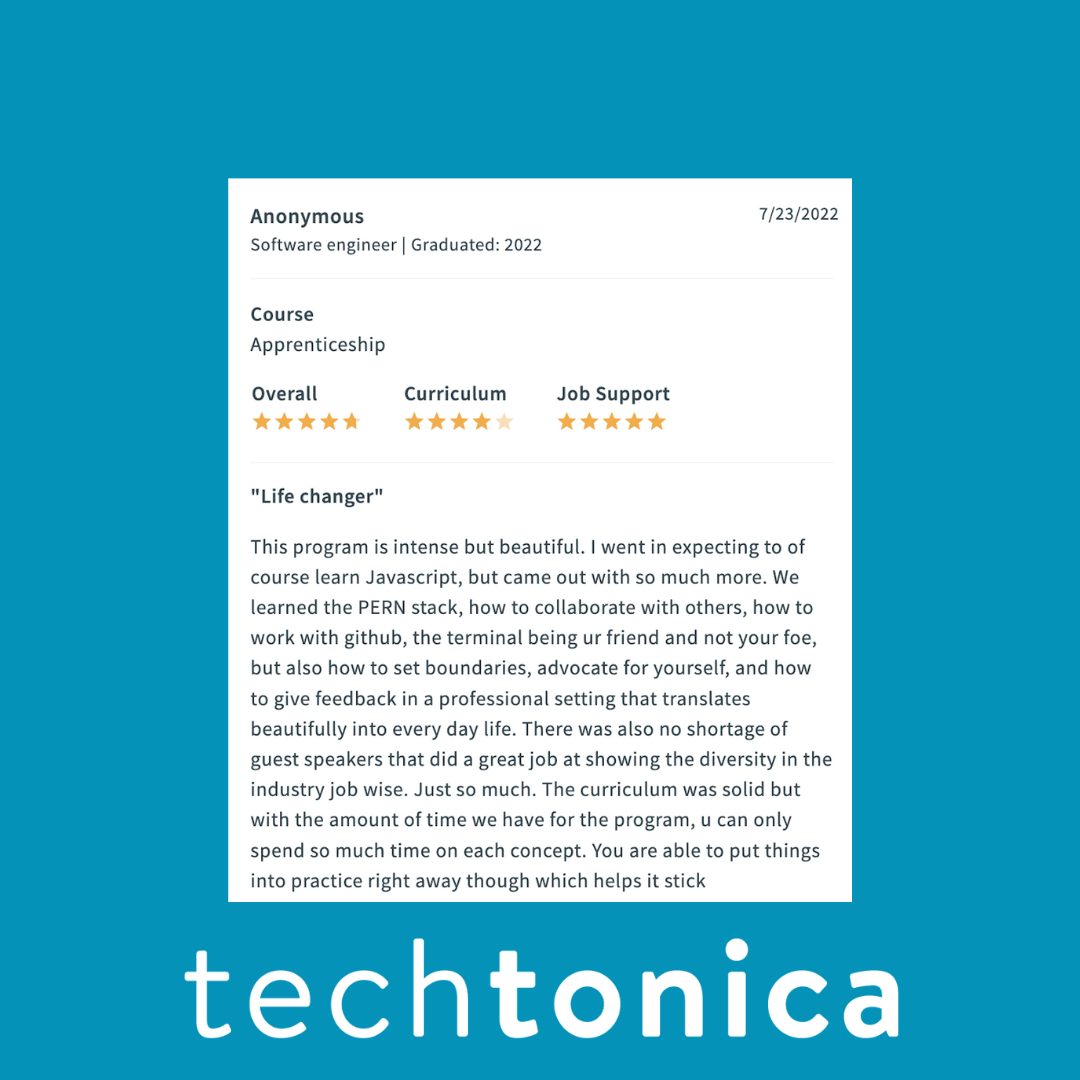 Anonymous
7/23/2022
Software engineer | Graduated: 2022
Course
Apprenticeship
Overall
Curriculum
Job Support
"Life changer"
This program is intense but beautiful. I went in expecting to of
course learn Javascript, but came out with so much more. We
learned the PERN stack, how to collaborate with others, how to
work with github, the terminal being ur friend and not your foe,
but also how to set boundaries, advocate for yourself, and how
to give feedback in a professional setting that translates
beautifully into every day life. There was also no shortage of
guest speakers that did a great job at showing the diversity in the
industry job wise. Just so much. The curriculum was solid but
with the amount of time we have for the program, u can only
spend so much time on each concept. You are able to put things
into practice right away though which helps it stick
techtonica